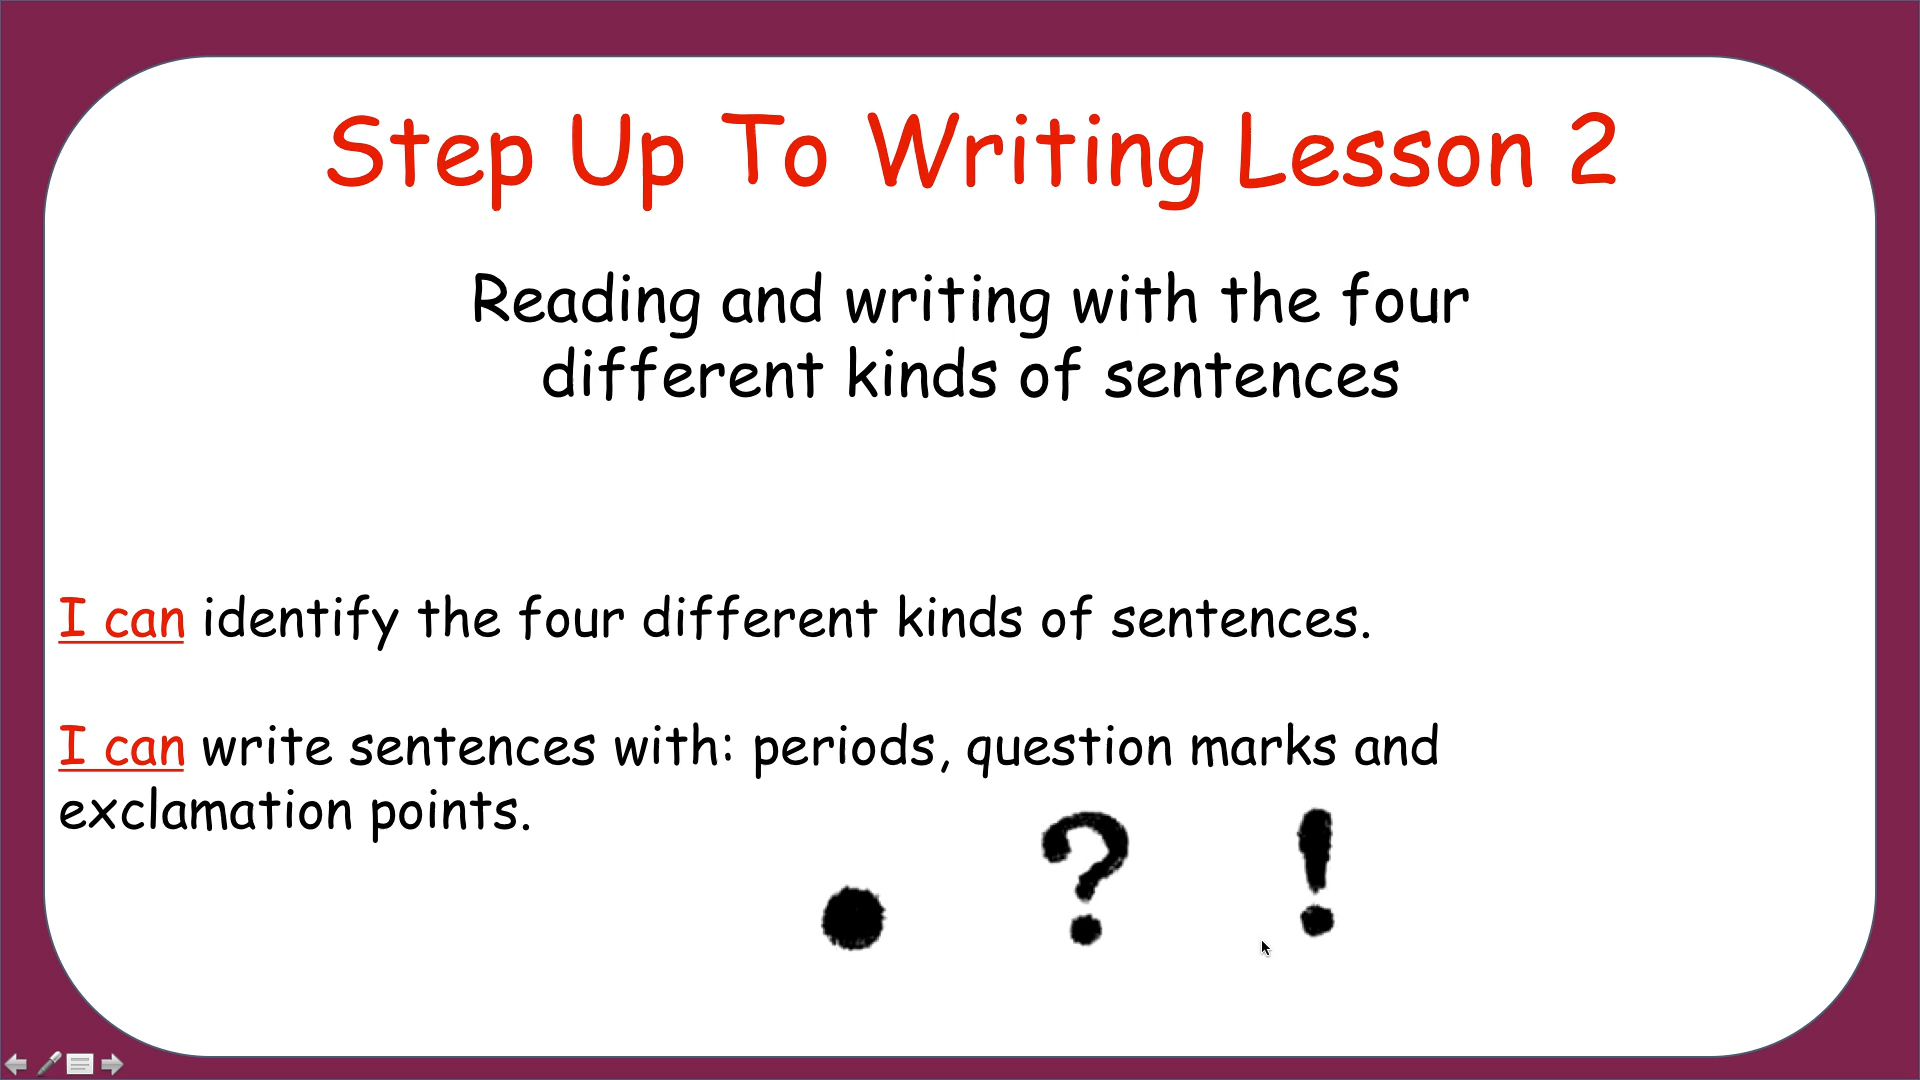 Step Up To Writing Lesson 2
Reading and writing with the four
different kinds of sentences
I can identify the four different kinds of sentences.
I can write sentences with: periods, question marks and
exclamation points.
. ? !